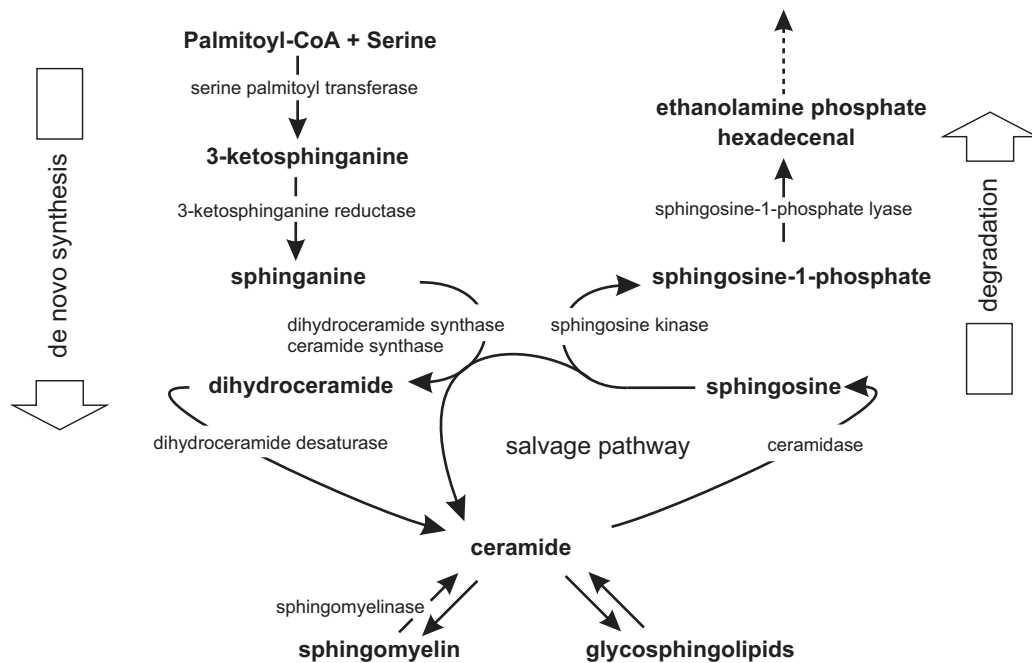 Palmitoyl-CoA + Serine
serine palmitoyl transferase
3-ketosphinganine
3-ketosphinganine reductase
sphinganine
dihydroceramide synthase
ceramide synthase
dihydroceramide
dihydroceramide desaturase
de novo synthesis
ethanolamine phosphate
hexadecenal
sphingosine-1-phosphate lyase
sphingosine-1-phosphate
sphingosine kinase
sphingosine
salvage pathway
ceramidase
degradation
ceramide
sphingomyelinase
sphingomyelin
glycosphingolipids